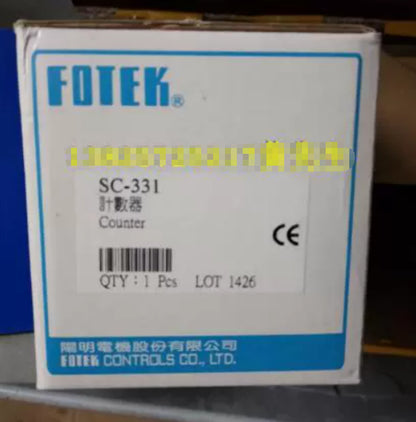 FOTEK®
SC-331
計數器
Counter
CE
QTY：1 Pcs LOT 1426
陽明電機股份有限公司
FOTEK CONTROLS CO., LTD.